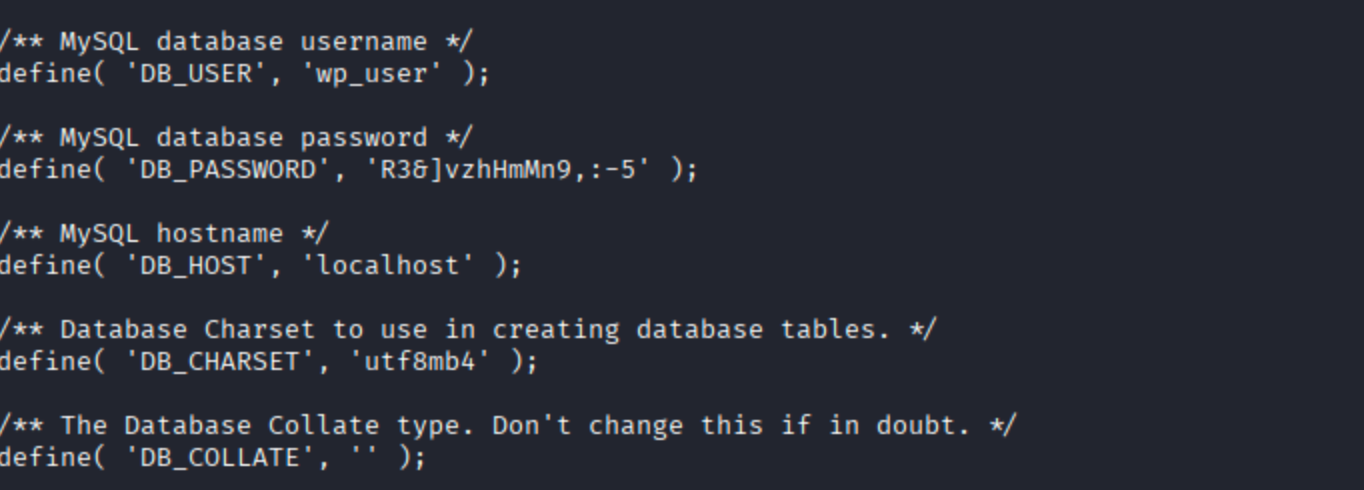 /** MySQL database username */
define( 'DB_USER', 'wp_user' );
/** MySQL database password */
define( 'DB_PASSWORD', 'R3&]vzhHmMn9,:-5' );
/** MySQL hostname */
define( 'DB_HOST', 'localhost' );
/** Database Charset to use in creating database tables. */
define( 'DB_CHARSET', 'utf8mb4' );
/** The Database Collate type. Don't change this if in doubt. */
define( 'DB_COLLATE', '' );